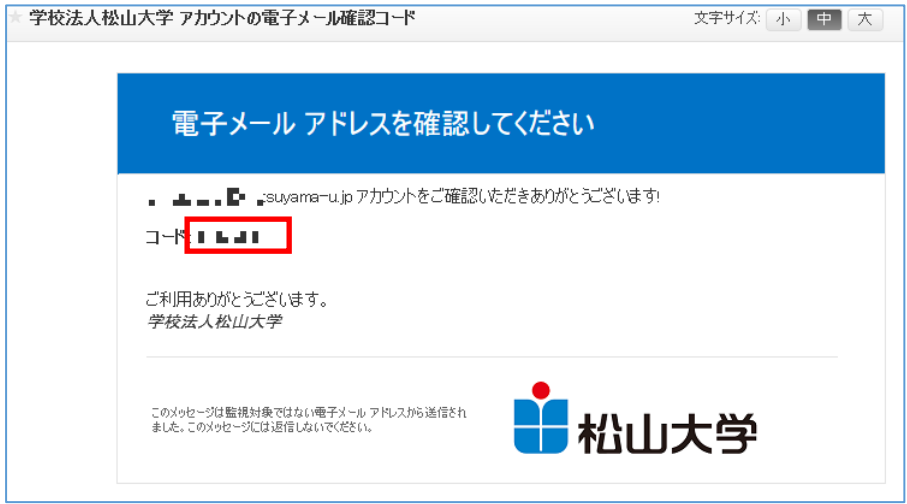 学校法人松山大学 アカウントの電子メール確認コード
文字サイズ: 小 中 大
電子メール アドレスを確認してください
suyama-u.jp アカウントをご確認いただきありがとうございます!
コード:
ご利用ありがとうございます。
学校法人松山大学
このメッセージは監視対象ではない電子メール アドレスから送信され
ました。このメッセージには返信しないでください。
松山大学